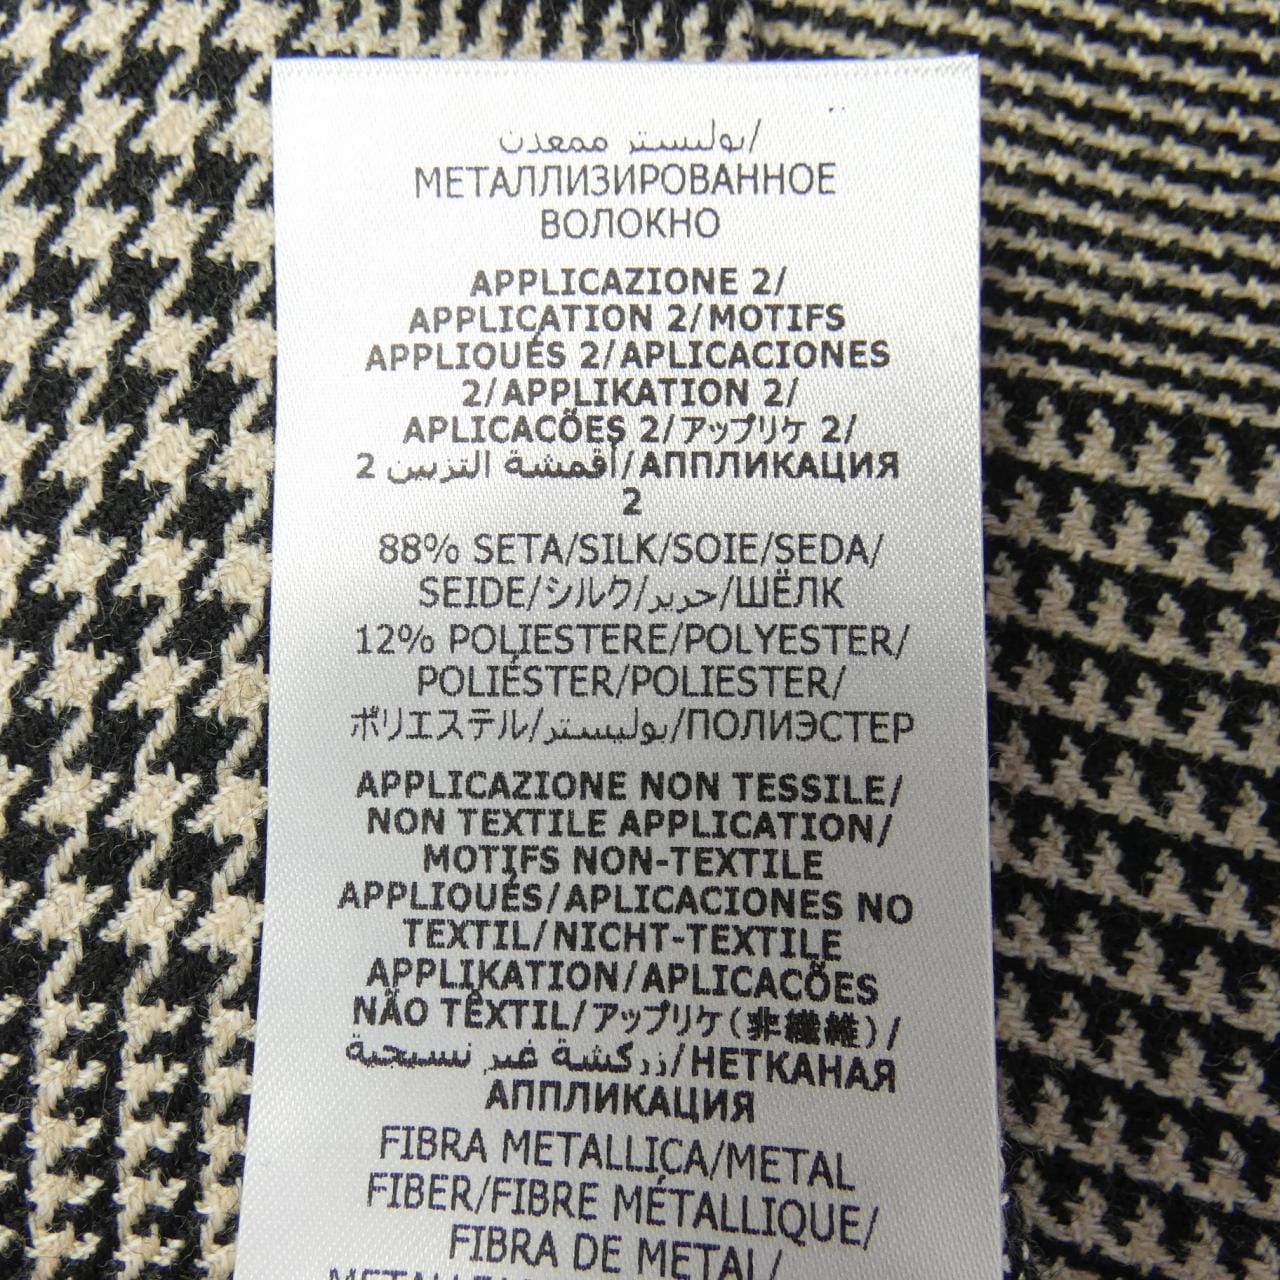 بوليستر ممعدن/
МЕТАЛЛИЗИРОВАННОЕ
ВОЛОКНО
APPLICAZIONE 2/
APPLICATION 2/MOTIFS
APPLIQUÉS 2/APLICACIONES
2/APPLIKATION 2/
APLICACÕES 2/アップリケ 2/
2 أقمشة التزيين/АППЛИКАЦИЯ
2
88% SETA/SILK/SOIE/SEDA/
SEIDE/シルク/حرير/ШЁЛК
12% POLIESTERE/POLYESTER/
POLIÉSTER/POLIESTER/
ポリエステル/بوليستر/ПОЛИЭСТЕР
APPLICAZIONE NON TESSILE/
NON TEXTILE APPLICATION/
MOTIFS NON-TEXTILE
APPLIQUÉS/APLICACIONES NO
TEXTIL/NICHT-TEXTILE
APPLIKATION/APLICACÕES
NÃO TÊXTIL/アップリケ(非繊維)/
زركشة غير نسيجية/НЕТКАНАЯ
АППЛИКАЦИЯ
FIBRA METALLICA/METAL
FIBER/FIBRE MÉTALLIQUE/
FIBRA DE METAL/